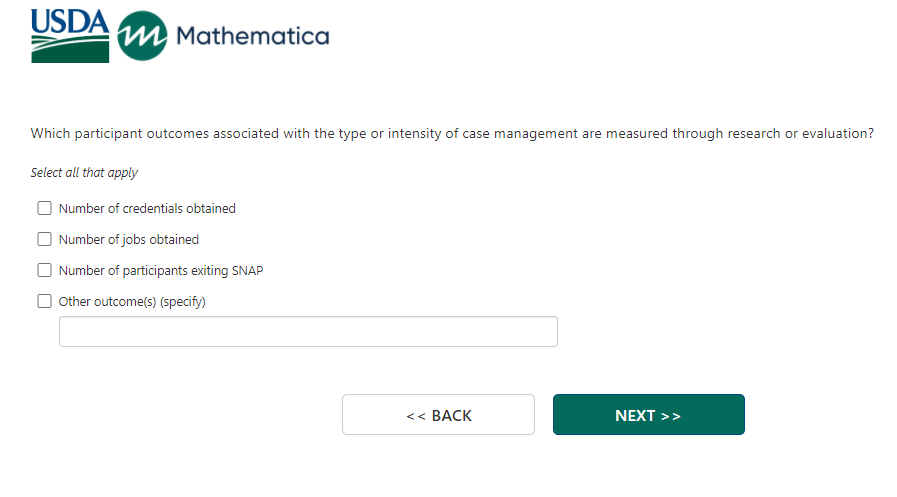 USDA
m Mathematica
Which participant outcomes associated with the type or intensity of case management are measured through research or evaluation?
Select all that apply
Number of credentials obtained
Number of jobs obtained
Number of participants exiting SNAP
Other outcome(s) (specify)
<< BACK
NEXT >>